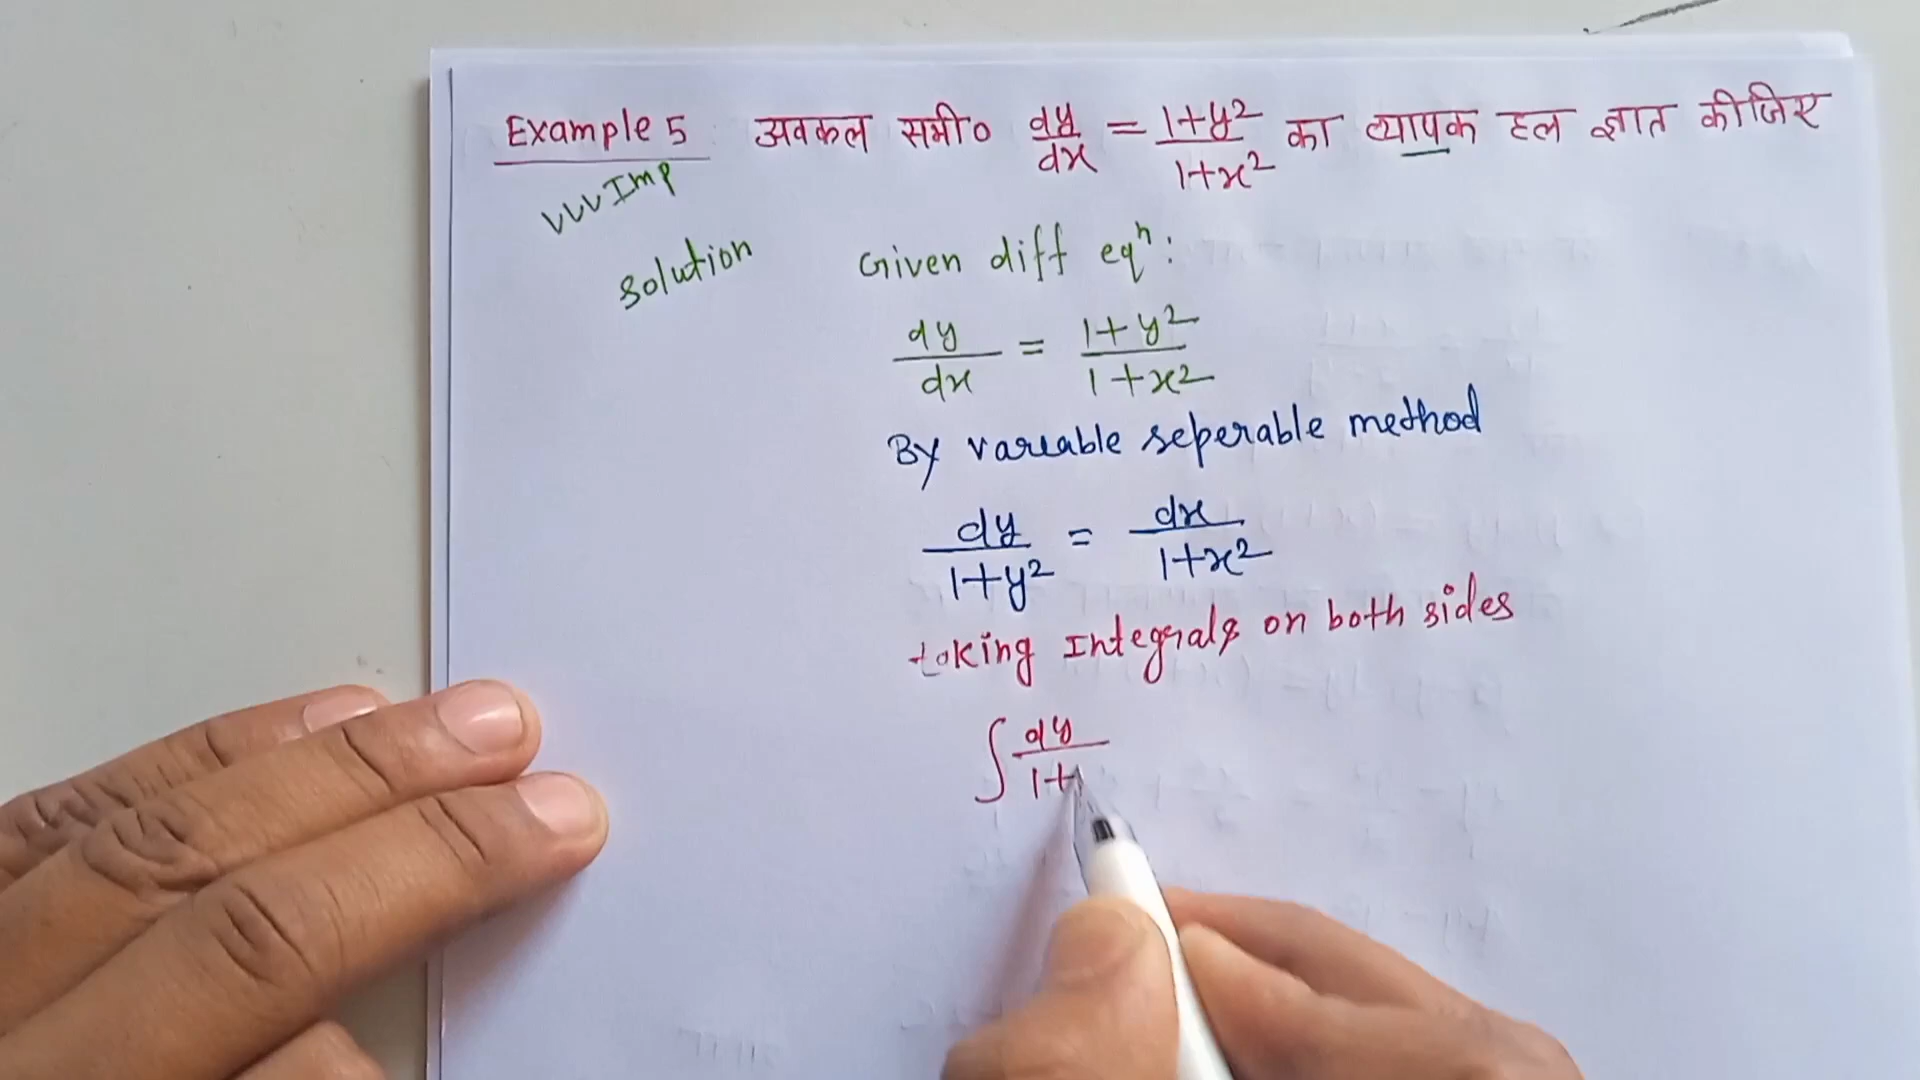 Example 5 अवकल समी० dy/dx = 1+y²/1+x² का व्यापक हल ज्ञात कीजिए
VVVImp
solution
Given diff eqⁿ:
dy/dx = 1+y²/1+x²
By vareable seperable method
dy/1+y² = dx/1+x²
taking Integrals on both sides
∫ dy/1+